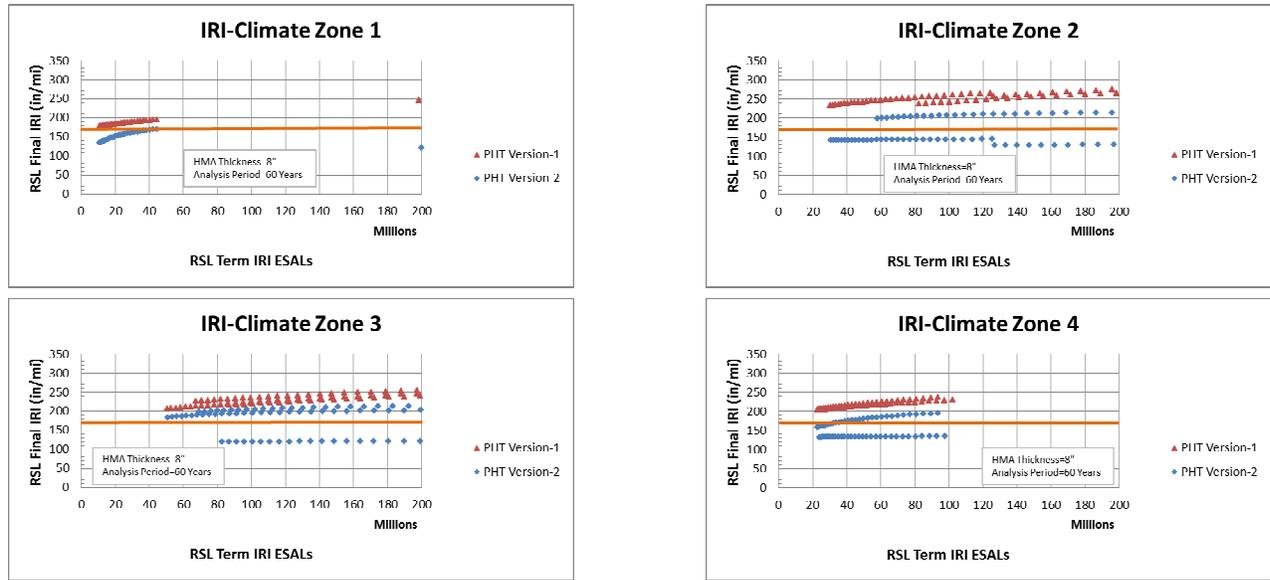 IRI-Climate Zone 1
RSL Final IRI (in/mi)
350
300
250
200
150
100
50
0
HMA Thickness 8"
Analysis Period 60 Years
PHT Version-1
PHT Version 2
0 20 40 60 80 100 120 140 160 180 200
Millions
RSL Term IRI ESALs
IRI-Climate Zone 2
RSL Final IRI (in/mi)
350
300
250
200
150
100
50
0
HMA Thickness=8"
Analysis Period 60 Years
PHT Version-1
PHT Version-2
0 20 40 60 80 100 120 140 160 180 200
Millions
RSL Term IRI ESALs
IRI-Climate Zone 3
RSL Final IRI (in/mi)
350
300
250
200
150
100
50
0
HMA Thickness 8"
Analysis Period=60 Years
PHT Version-1
PHT Version-2
0 20 40 60 80 100 120 140 160 180 200
Millions
RSL Term IRI ESALs
IRI-Climate Zone 4
RSL Final IRI (in/mi)
350
300
250
200
150
100
50
0
HMA Thickness=8"
Analysis Period=60 Years
PHT Version-1
PHT Version-2
0 20 40 60 80 100 120 140 160 180 200
Millions
RSL Term IRI ESALs